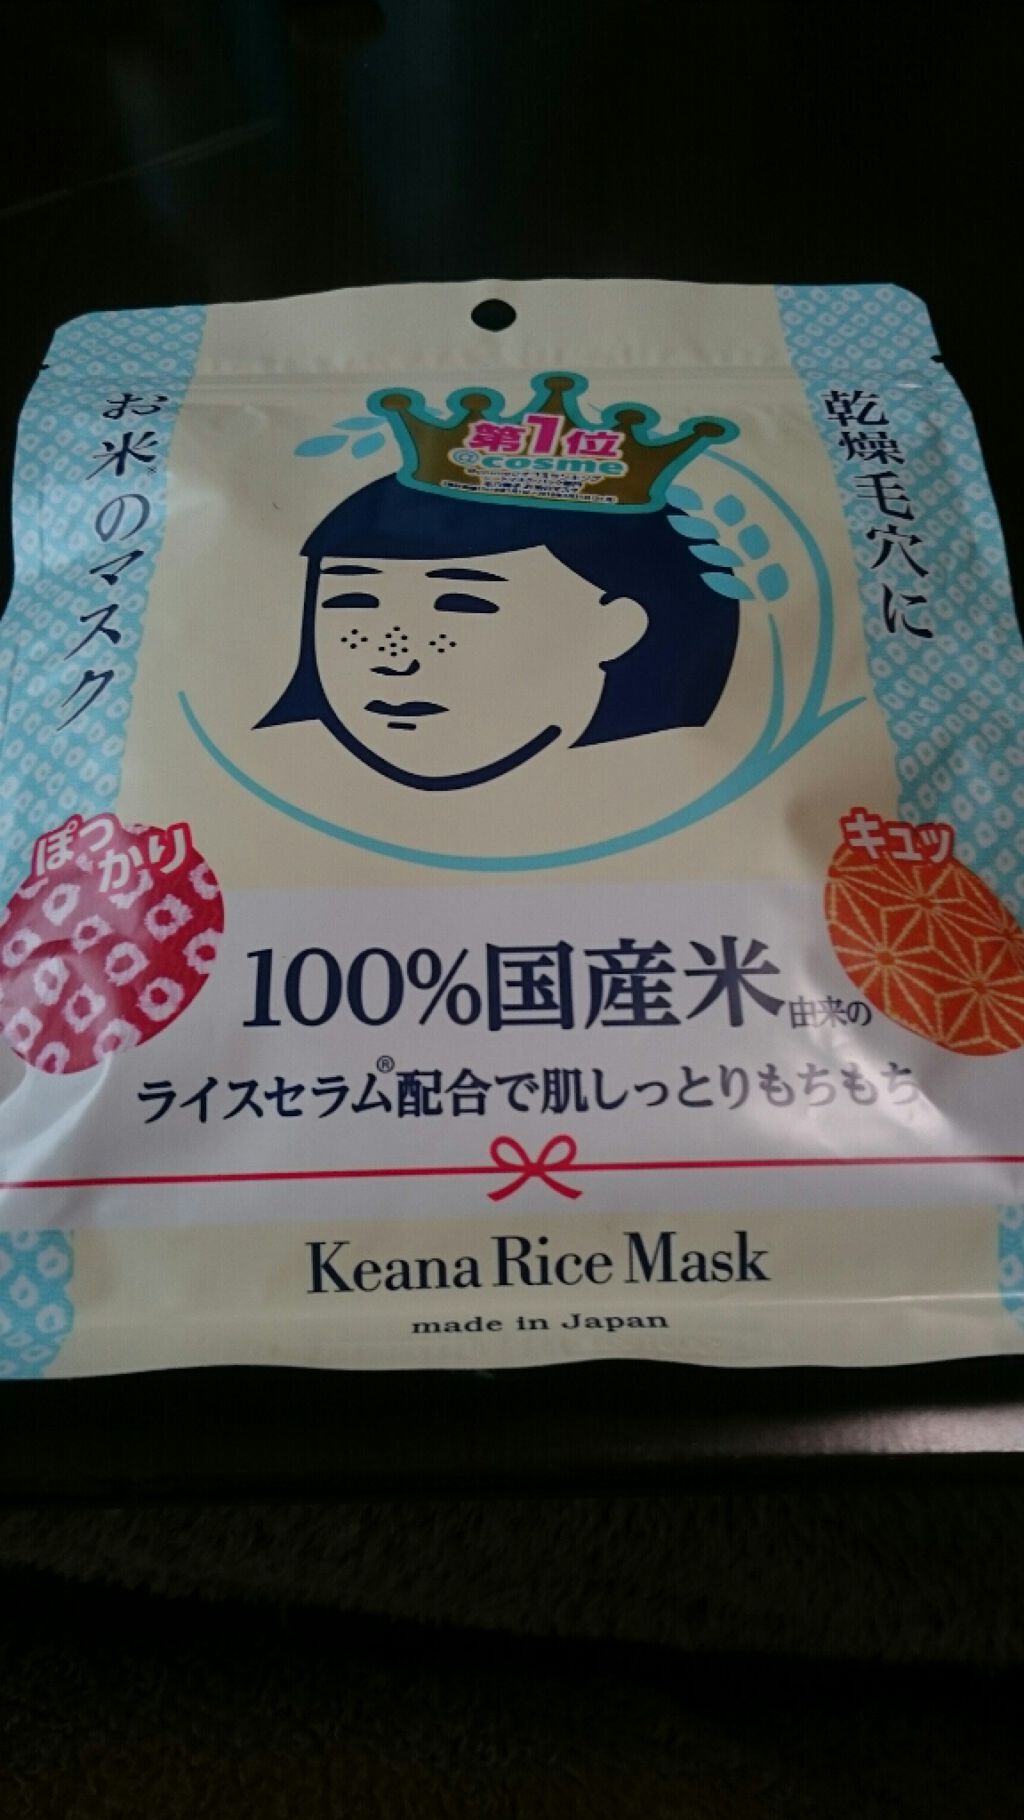 第1位
@cosme
乾燥毛穴に
お米®のマスク
ぽっかり
キュッ
100%国産米由来の
ライスセラム®配合で肌しっとりもちもち
Keana Rice Mask
made in Japan